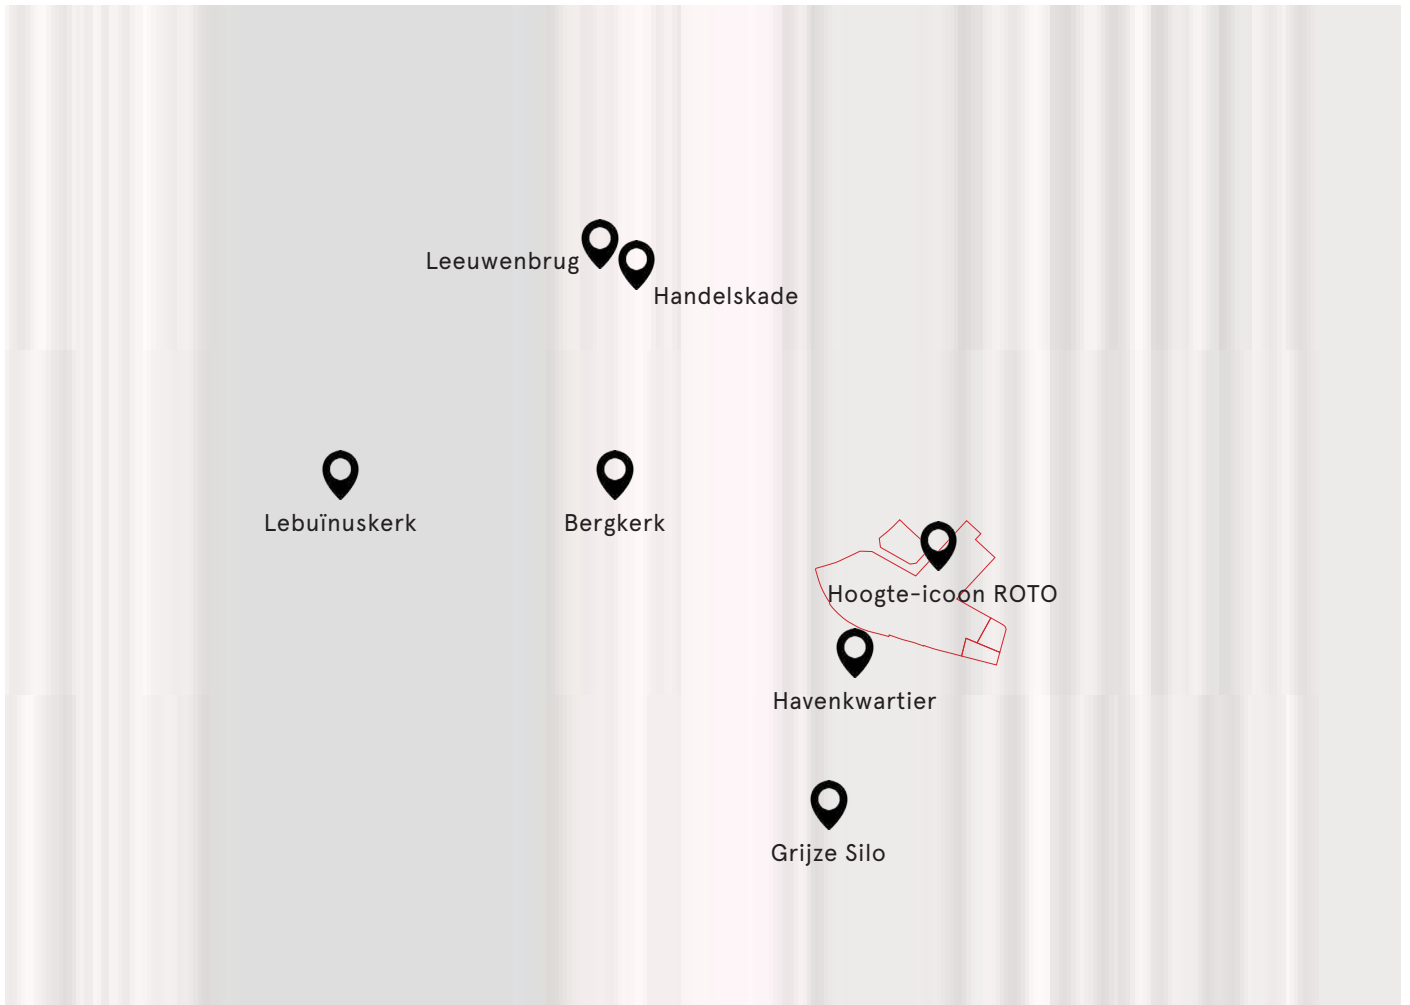 Leeuwenbrug
Handelskade
Lebuïnuskerk
Bergkerk
Hoogte-icoon ROTO
Havenkwartier
Grijze Silo